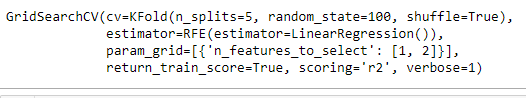 GridSearchCV(cv=KFold(n_splits=5, random_state=100, shuffle=True),
estimator=RFE(estimator=LinearRegression()),
param_grid=[{'n_features_to_select': [1, 2]}],
return_train_score=True, scoring='r2', verbose=1)